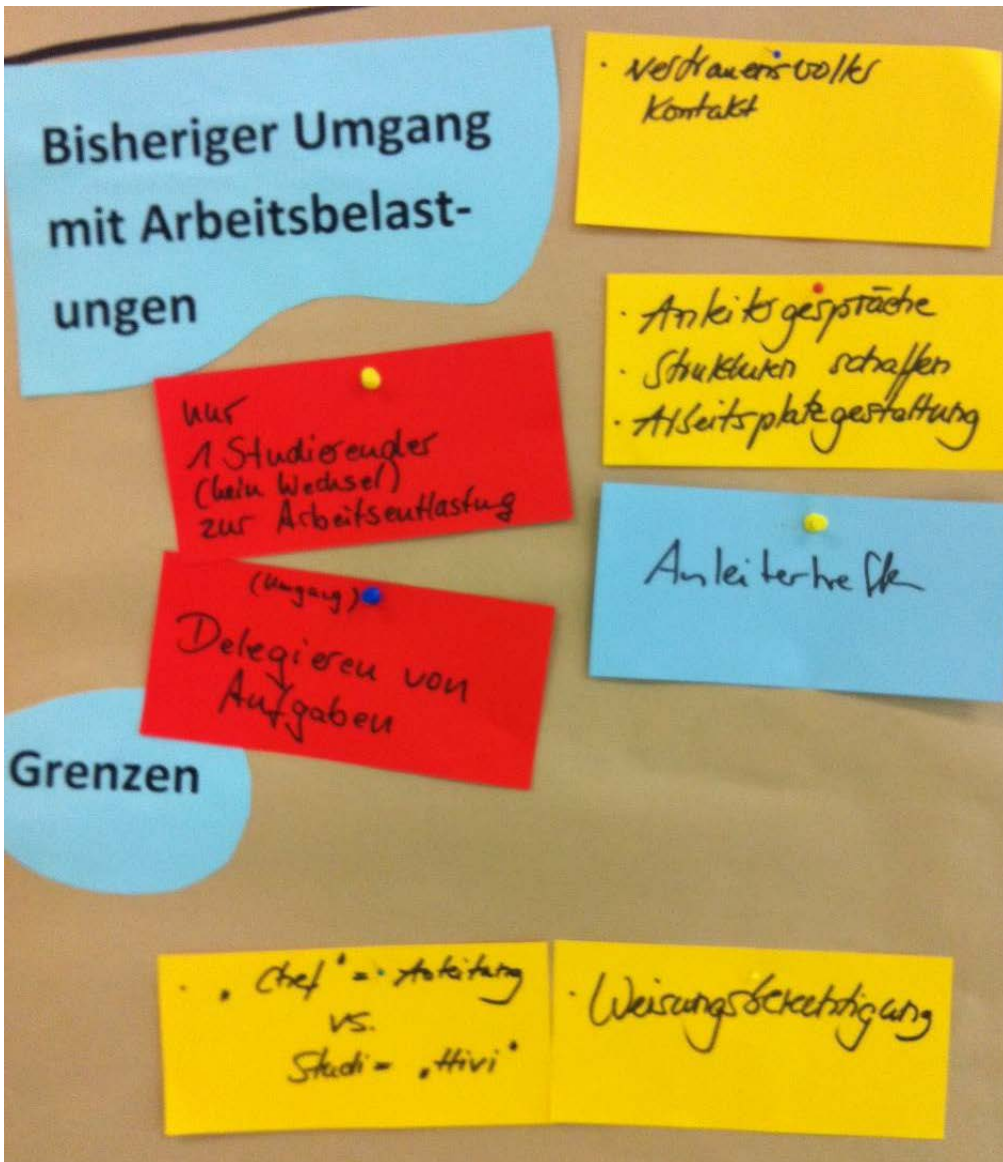 Bisheriger Umgang
mit Arbeitsbelast-
ungen
· vertrauensvoller
Kontakt
· Anleitgespräche
· Strukturen schaffen
· Arbeitsplatzgestaltung
nur
1 Studierender
(kein Wechsel)
zur Arbeitsentlastung
Anleitertreffen
(Umgang)
Delegieren von
Aufgaben
Grenzen
· „Chef“ = Anleitung
vs.
Studi = „Hiwi“
· Weisungsberechtigung